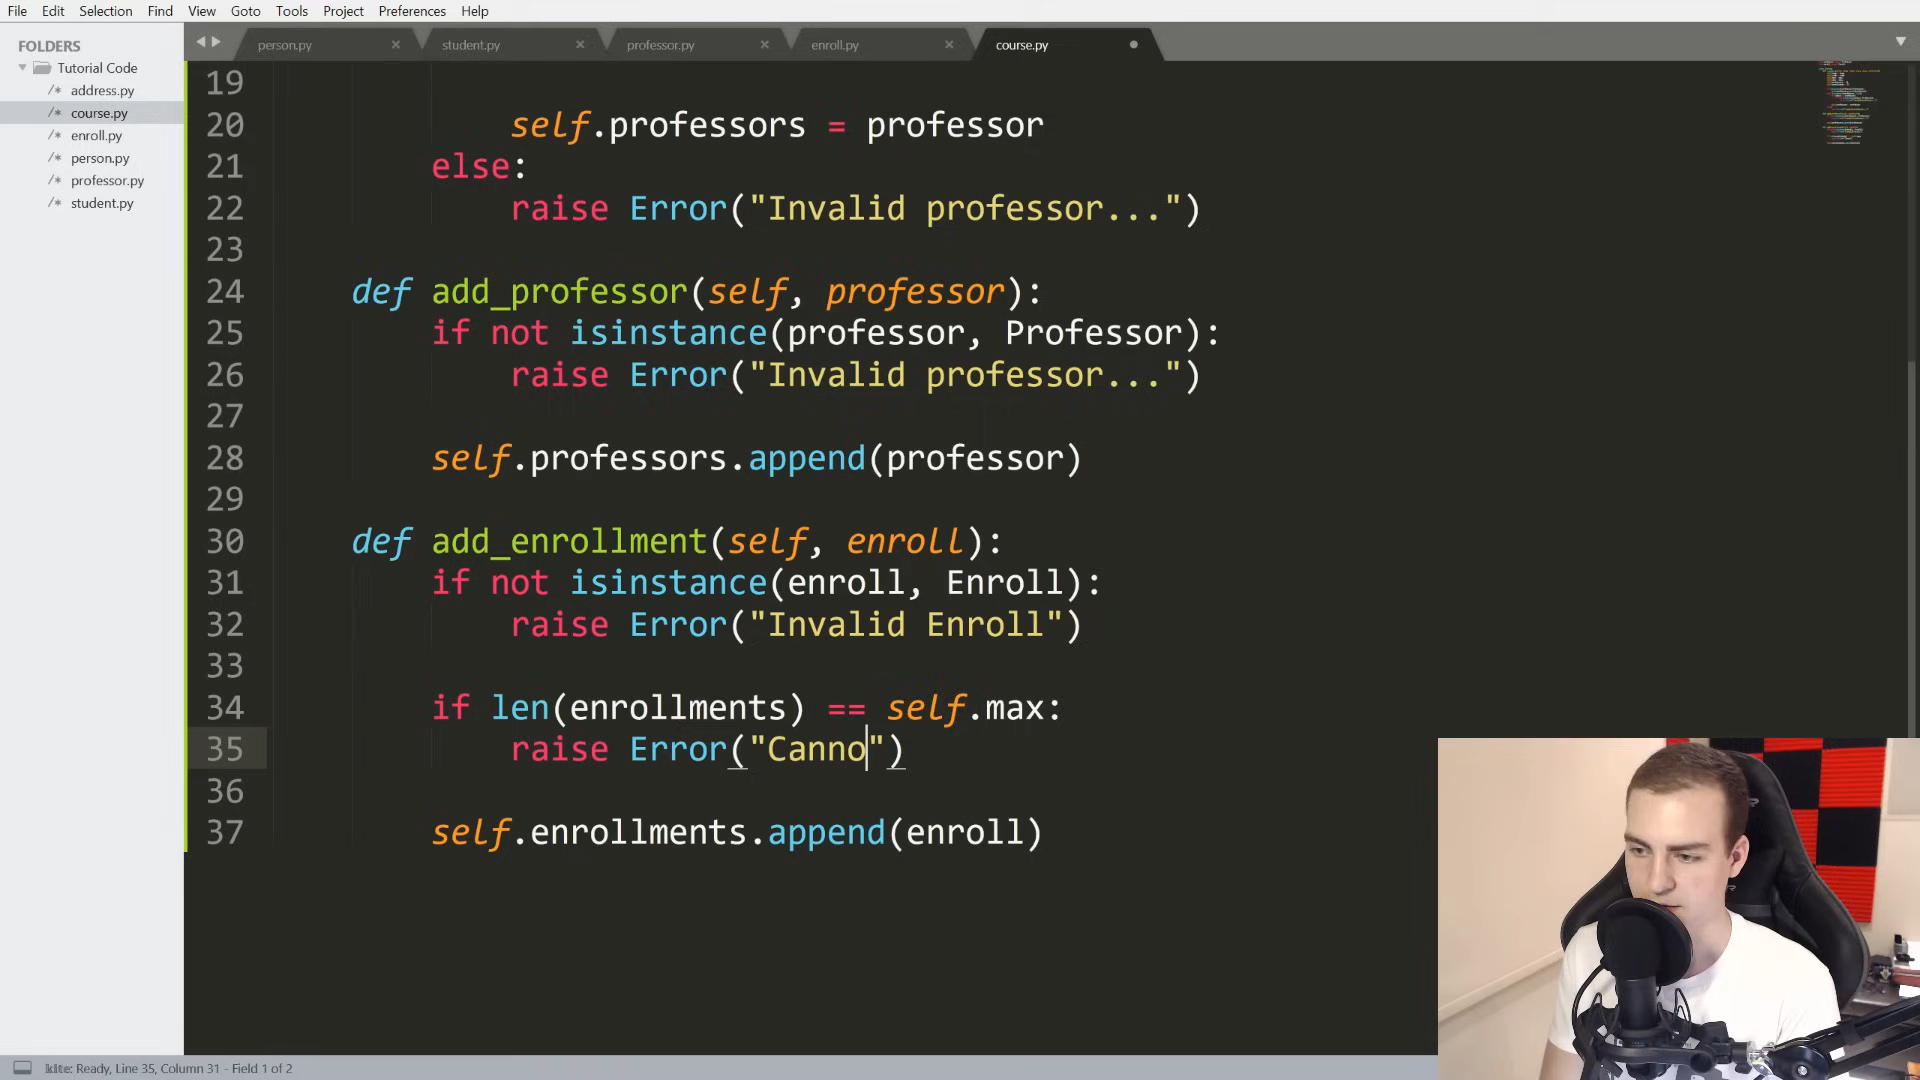 File Edit Selection Find View Goto Tools Project Preferences Help
FOLDERS
Tutorial Code
/* address.py
/* course.py
/* enroll.py
/* person.py
/* professor.py
/* student.py
person.py × student.py × professor.py × enroll.py × course.py
19
20 self.professors = professor
21 else:
22 raise Error("Invalid professor...")
23
24 def add_professor(self, professor):
25 if not isinstance(professor, Professor):
26 raise Error("Invalid professor...")
27
28 self.professors.append(professor)
29
30 def add_enrollment(self, enroll):
31 if not isinstance(enroll, Enroll):
32 raise Error("Invalid Enroll")
33
34 if len(enrollments) == self.max:
35 raise Error("Canno")
36
37 self.enrollments.append(enroll)
kite: Ready, Line 35, Column 31 - Field 1 of 2